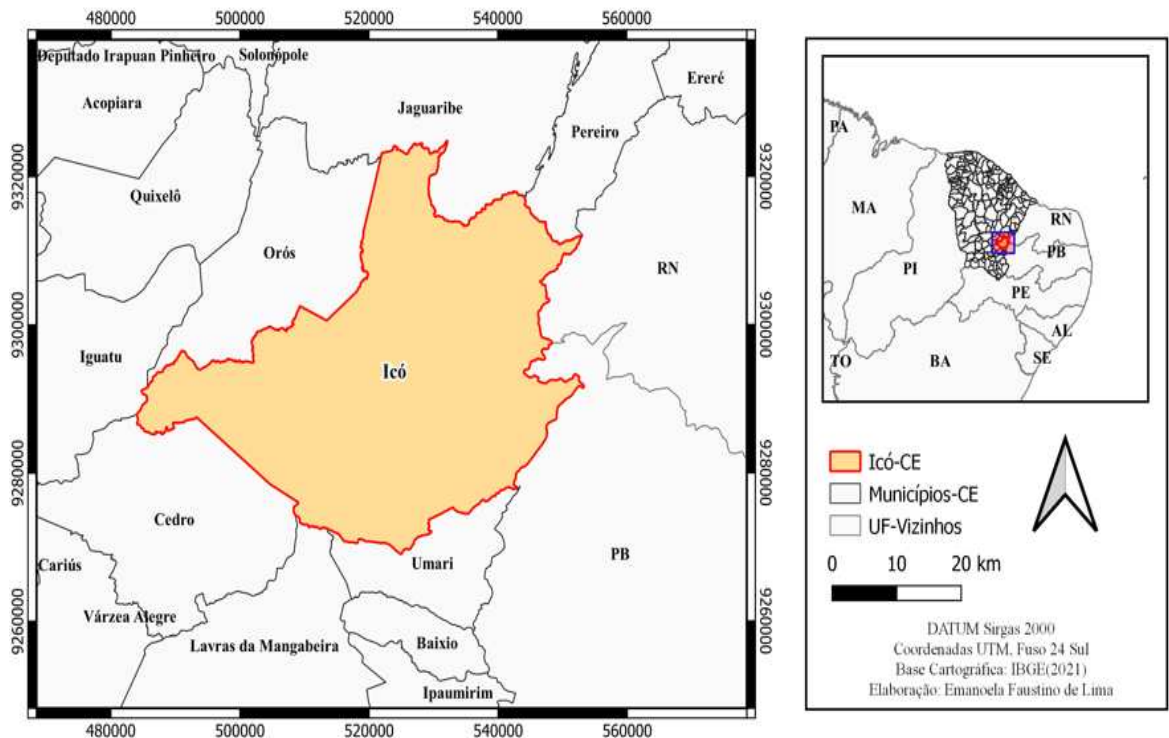 480000 500000 520000 540000 560000
Deputado Irapuan Pinheiro
Solonópole
Acopiara
Jaguaribe
Ereré
Pereiro
9320000
9320000
Quixelô
Orós
RN
9300000
9300000
Iguatu
Icó
9280000
9280000
Cedro
PB
Cariús
Umari
Várzea Alegre
9260000
9260000
Lavras da Mangabeira
Baixio
Ipaumirim
480000 500000 520000 540000 560000
PA
MA
RN
PB
PI
PE
AL
TO
BA
SE
Icó-CE
Municípios-CE
UF-Vizinhos
0 10 20 km
DATUM Sirgas 2000
Coordenadas UTM, Fuso 24 Sul
Base Cartográfica: IBGE(2021)
Elaboração: Emanoela Faustino de Lima